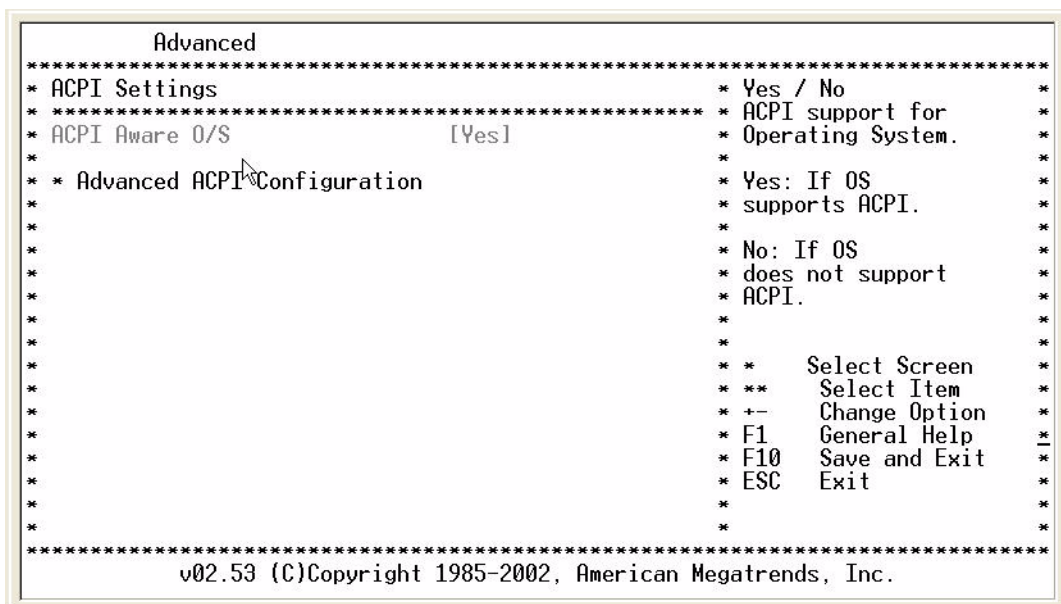 Advanced
********************************************************************************
* ACPI Settings                                        * Yes / No              *
* **************************************************** * ACPI support for      *
* ACPI Aware O/S                  [Yes]                * Operating System.     *
*                                                      *                       *
* * Advanced ACPI Configuration                        * Yes: If OS            *
*                                                      * supports ACPI.        *
*                                                      *                       *
*                                                      * No: If OS             *
*                                                      * does not support      *
*                                                      * ACPI.                 *
*                                                      *                       *
*                                                      *                       *
*                                                      * *    Select Screen    *
*                                                      * **    Select Item     *
*                                                      * +-    Change Option   *
*                                                      * F1    General Help    *
*                                                      * F10   Save and Exit   *
*                                                      * ESC   Exit            *
*                                                      *                       *
*                                                      *                       *
********************************************************************************
v02.53 (C)Copyright 1985-2002, American Megatrends, Inc.